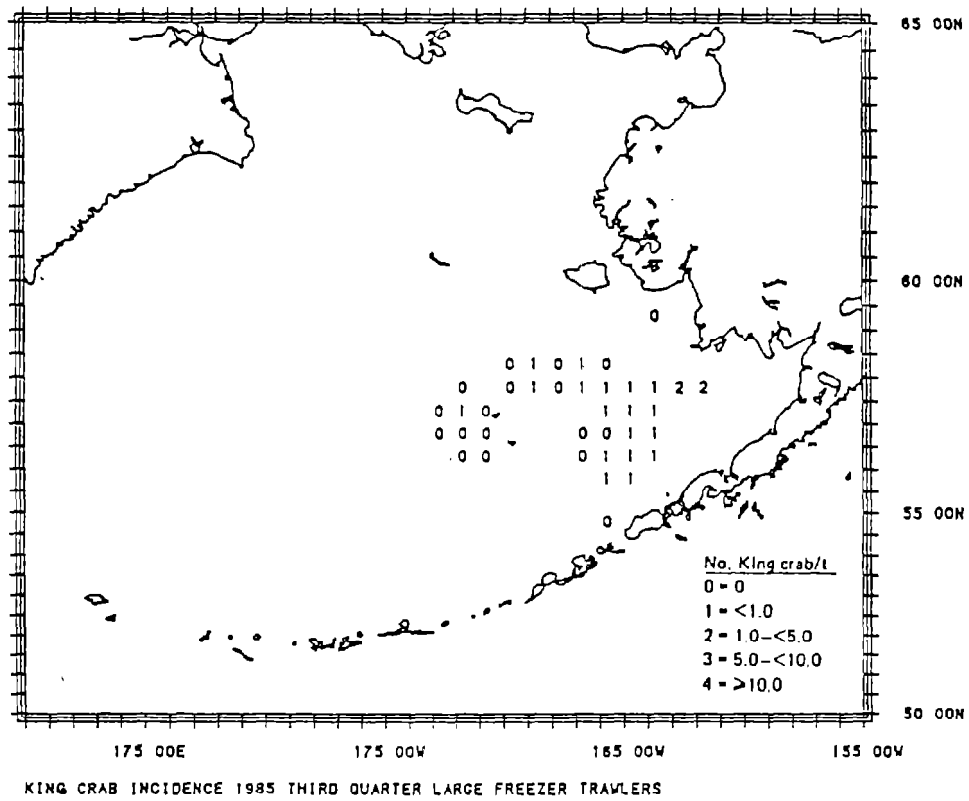 65 00N
60 00N
0
0 1 0 1 0
0 0 1 0 1 1 1 1 2 2
0 1 0 1 1 1
0 0 0 0 0 1 1
0 0 0 1 1 1
1 1
55 00N
0
No. King crab/t
0 = 0
1 = <1.0
2 = 1.0-<5.0
3 = 5.0-<10.0
4 = ≥10.0
50 00N
175 00E 175 00W 165 00W 155 00W
KING CRAB INCIDENCE 1985 THIRD QUARTER LARGE FREEZER TRAWLERS